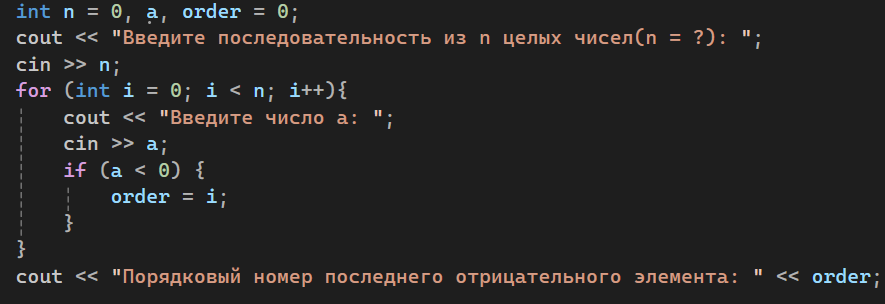 int n = 0, a, order = 0;
cout << "Введите последовательность из n целых чисел(n = ?): ";
cin >> n;
for (int i = 0; i < n; i++){
    cout << "Введите число a: ";
    cin >> a;
    if (a < 0) {
        order = i;
    }
}
cout << "Порядковый номер последнего отрицательного элемента: " << order;